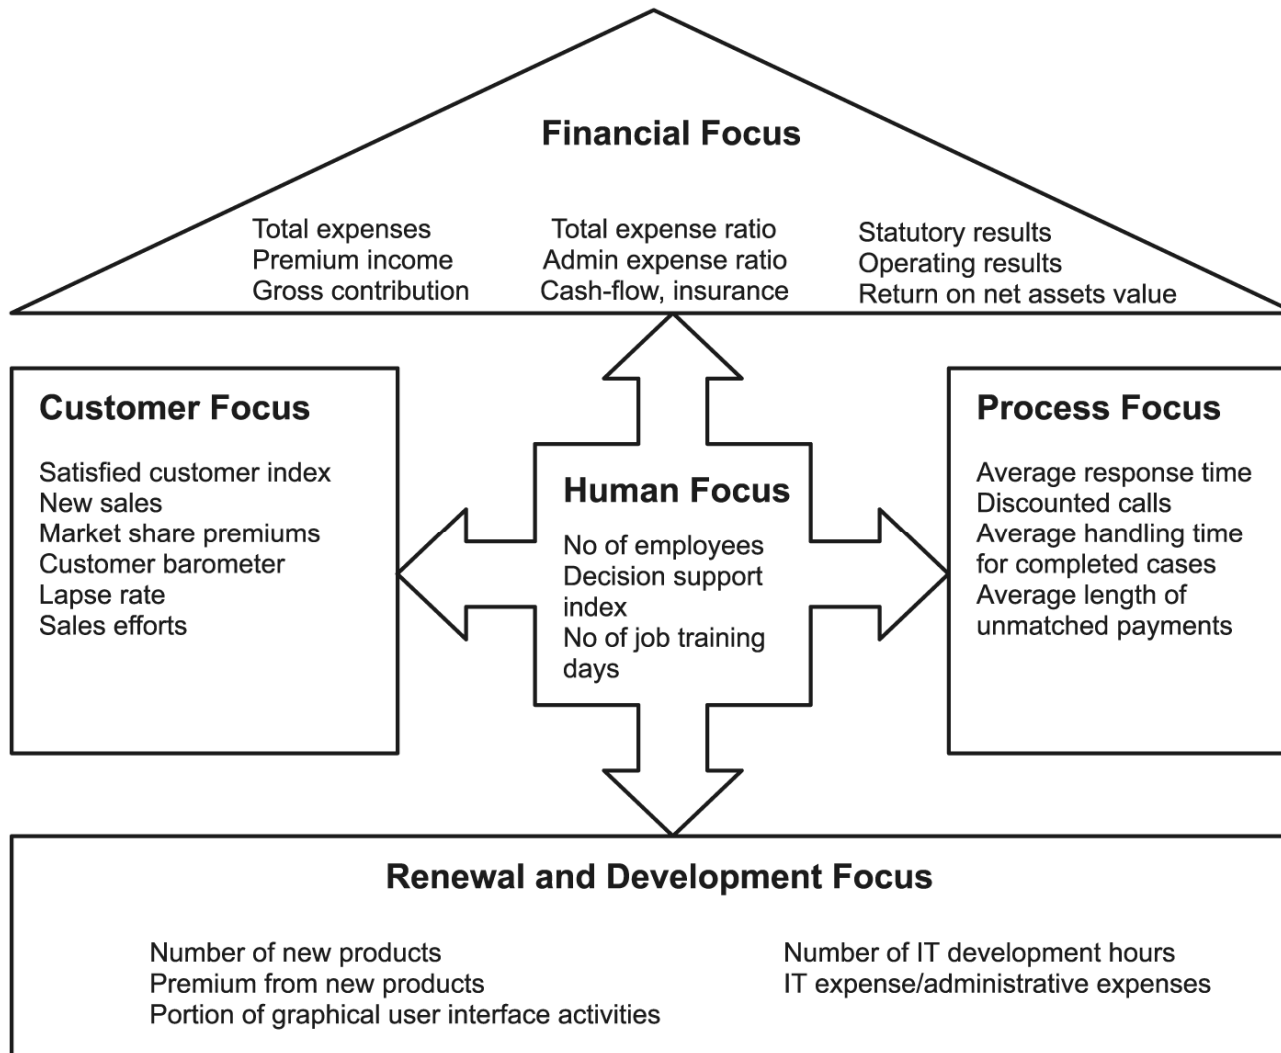 Financial Focus
Total expenses
Premium income
Gross contribution
Total expense ratio
Admin expense ratio
Cash-flow, insurance
Statutory results
Operating results
Return on net assets value
Customer Focus
Satisfied customer index
New sales
Market share premiums
Customer barometer
Lapse rate
Sales efforts
Human Focus
No of employees
Decision support
index
No of job training
days
Process Focus
Average response time
Discounted calls
Average handling time
for completed cases
Average length of
unmatched payments
Renewal and Development Focus
Number of new products
Premium from new products
Portion of graphical user interface activities
Number of IT development hours
IT expense/administrative expenses